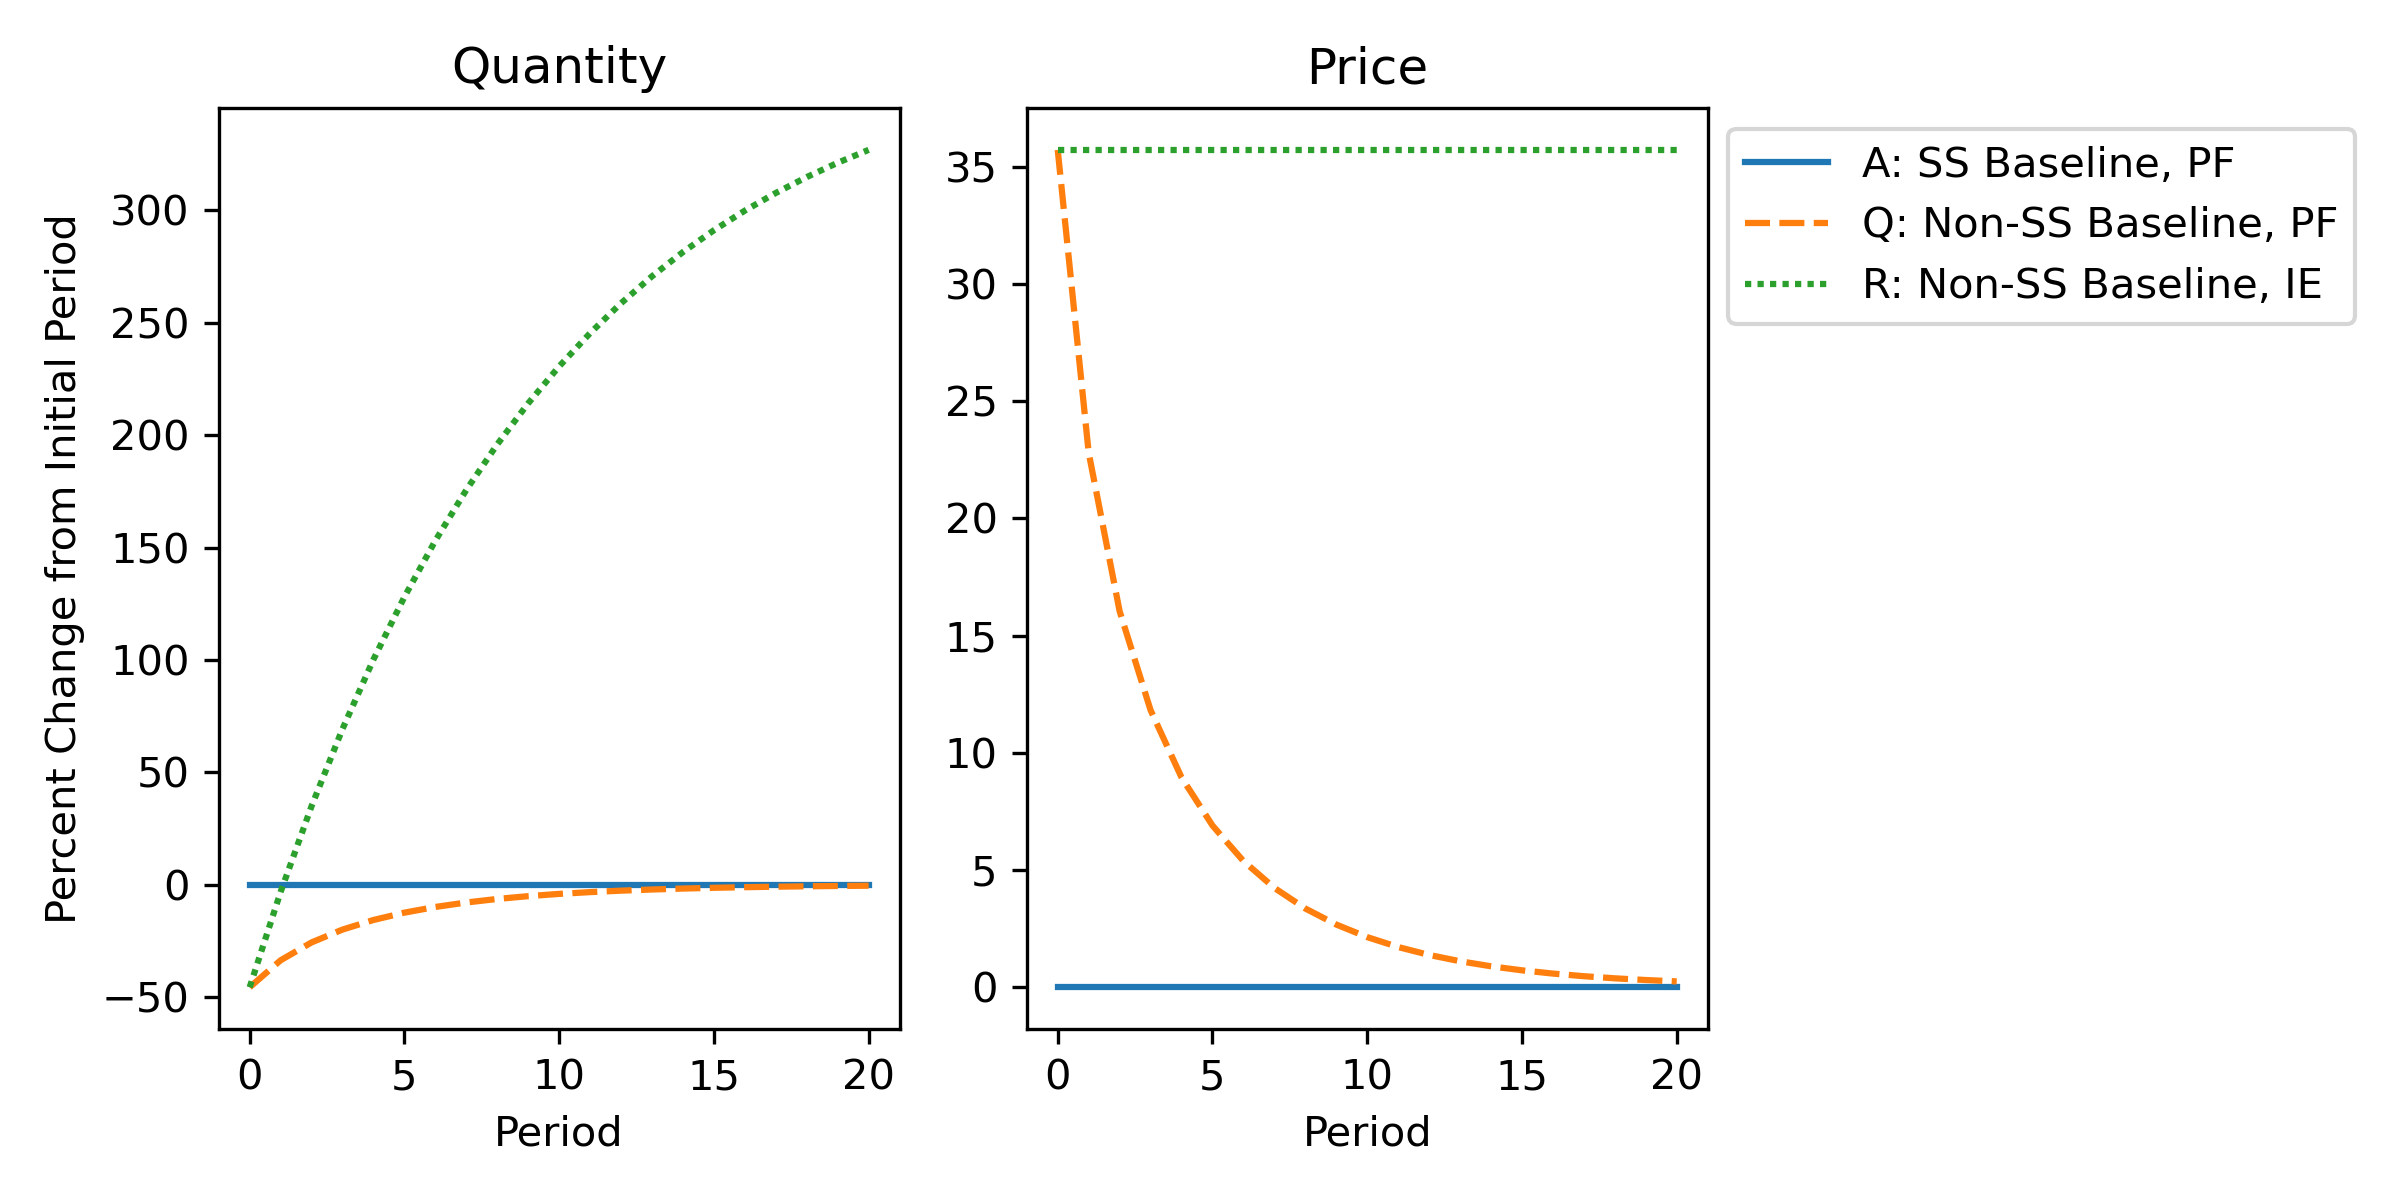 Quantity
Price
Percent Change from Initial Period
300
250
200
150
100
50
0
−50
0 5 10 15 20
Period
35
30
25
20
15
10
5
0
0 5 10 15 20
Period
A: SS Baseline, PF
Q: Non-SS Baseline, PF
R: Non-SS Baseline, IE